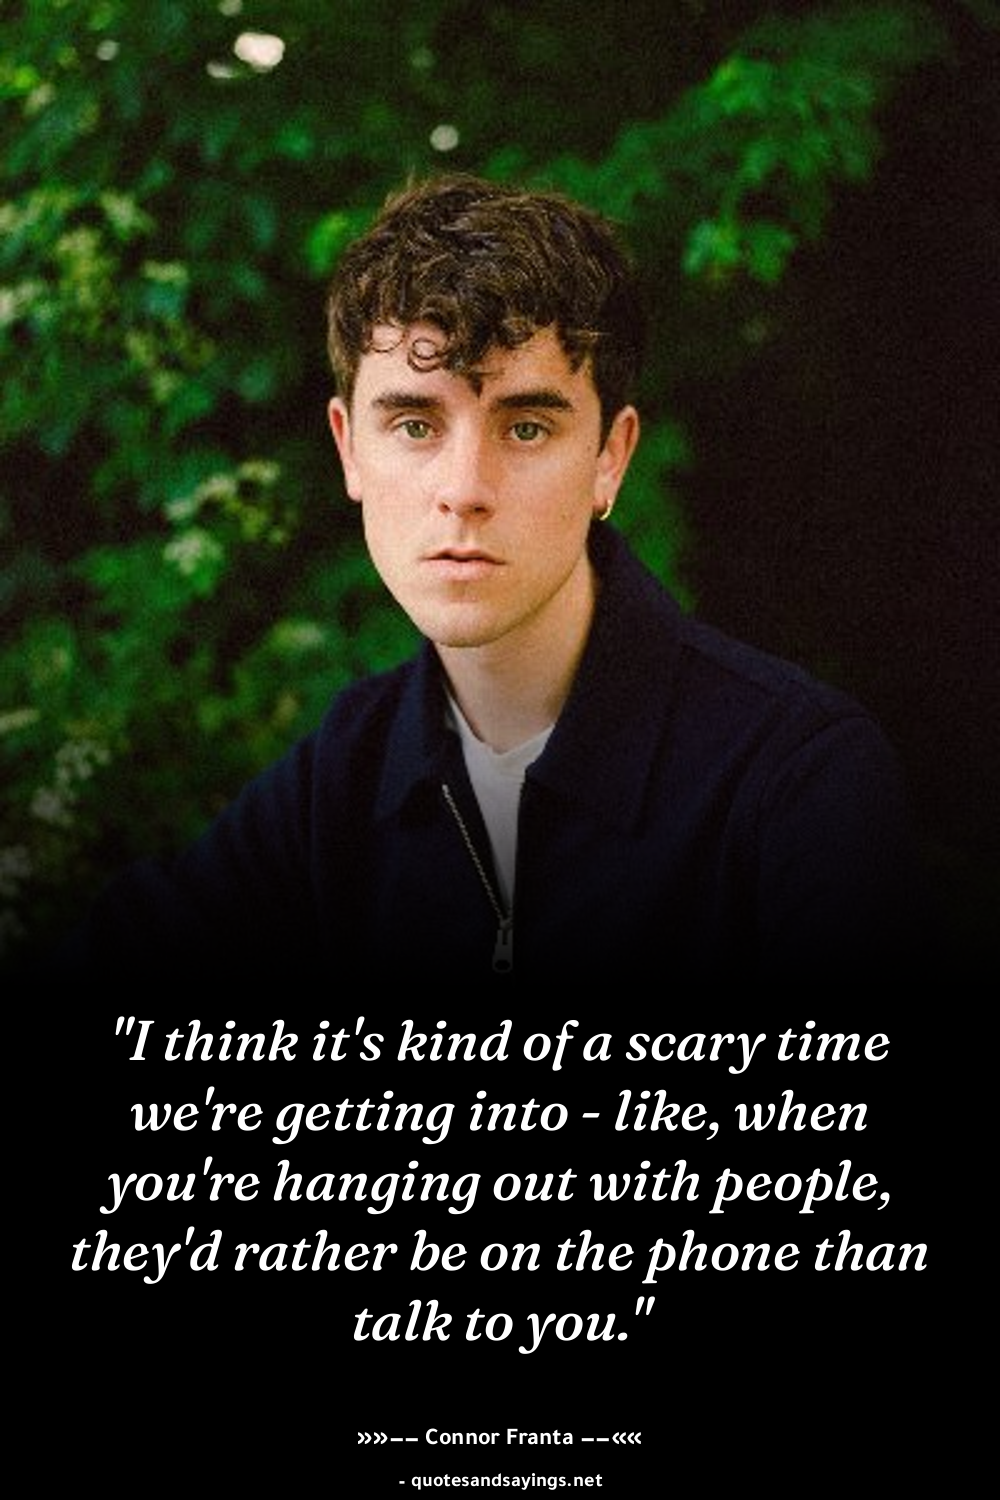 "I think it's kind of a scary time
we're getting into - like, when
you're hanging out with people,
they'd rather be on the phone than
talk to you."
»»–– Connor Franta ––««
- quotesandsayings.net